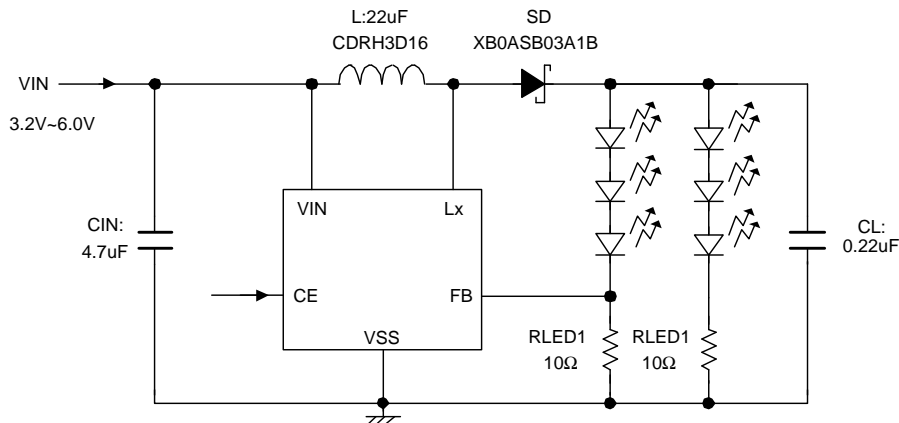 L:22uF
CDRH3D16
SD
XB0ASB03A1B
VIN
3.2V~6.0V
VIN
Lx
CIN:
4.7uF
CL:
0.22uF
CE
FB
VSS
RLED1
10Ω
RLED1
10Ω